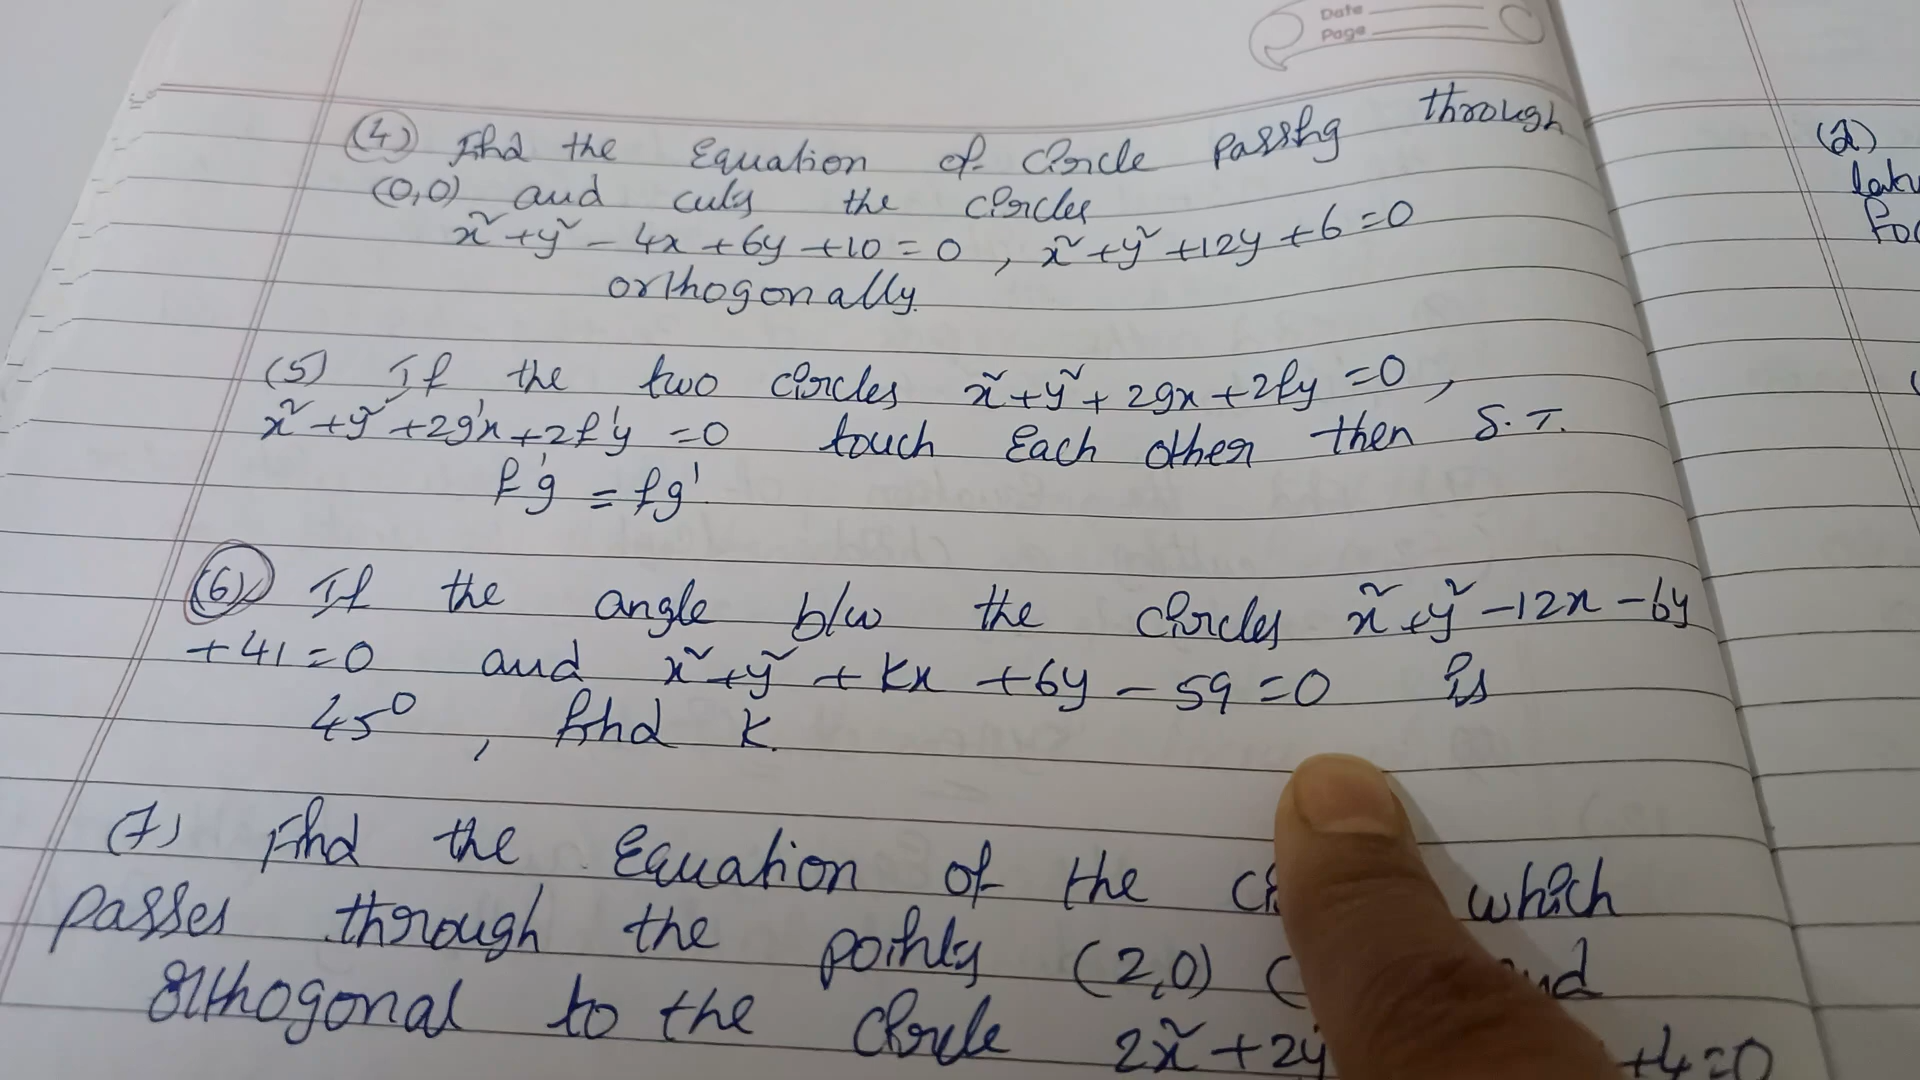 Date
Page
(4) Find the Equation of Circle passing through
(0,0) and cuts the circles
x²+y²-4x+6y+10=0, x²+y²+12y+6=0
orthogonally.
(5) If the two circles x²+y²+2gx+2fy=0,
x²+y²+2g'x+2f'y=0 touch Each other then S.T.
f'g = fg'
(6) If the angle b/w the circles x²+y²-12x-6y
+41=0 and x²+y²+kx+6y-59=0 is
45°, find k.
(7) Find the Equation of the which
passes through the points (2,0) (
orthogonal to the circle 2x²+2y +4=0
(2)